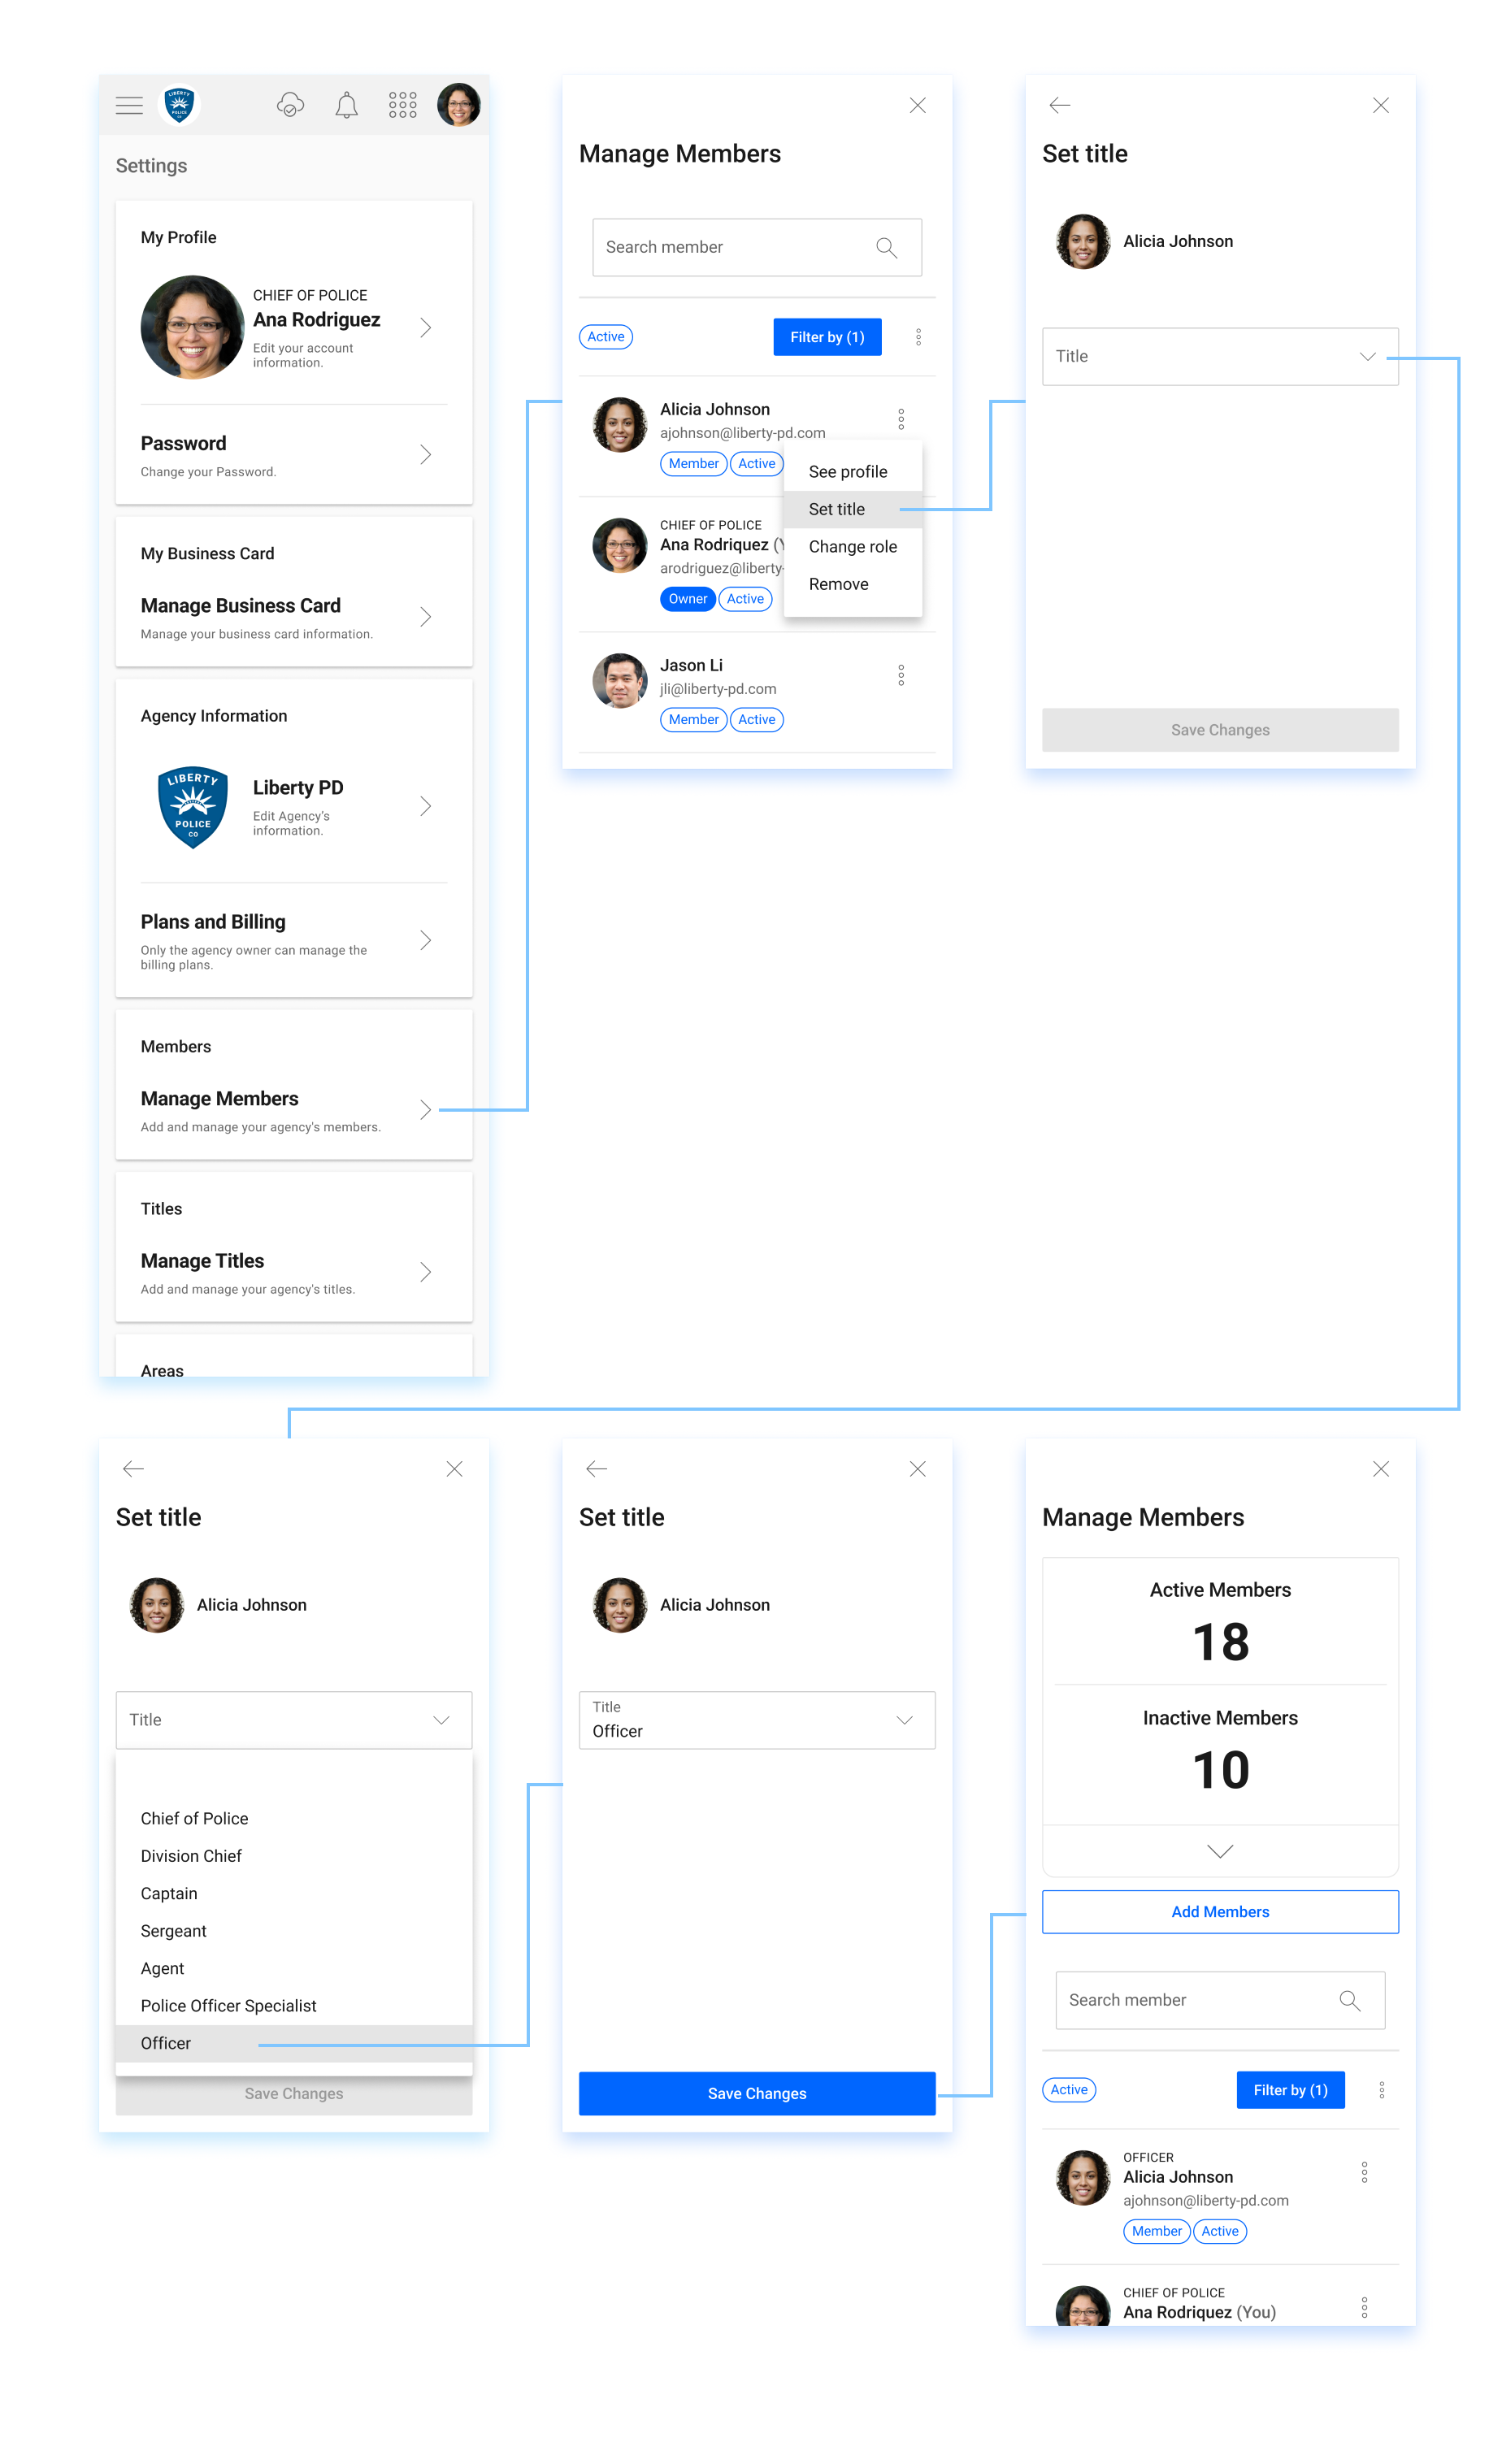 LIBERTY
POLICE
CO
Settings
My Profile
CHIEF OF POLICE
Ana Rodriguez
Edit your account
information.
Password
Change your Password.
My Business Card
Manage Business Card
Manage your business card information.
Agency Information
LIBERTY
POLICE
CO
Liberty PD
Edit Agency's
information.
Plans and Billing
Only the agency owner can manage the
billing plans.
Members
Manage Members
Add and manage your agency's members.
Titles
Manage Titles
Add and manage your agency's titles.
Areas
Manage Members
Search member
Active
Filter by (1)
Alicia Johnson
ajohnson@liberty-pd.com
Member Active
See profile
Set title
Change role
Remove
CHIEF OF POLICE
Ana Rodriquez (
arodriguez@liberty-
Owner Active
Jason Li
jli@liberty-pd.com
Member Active
Set title
Alicia Johnson
Title
Save Changes
Set title
Alicia Johnson
Title
Chief of Police
Division Chief
Captain
Sergeant
Agent
Police Officer Specialist
Officer
Save Changes
Set title
Alicia Johnson
Title
Officer
Save Changes
Manage Members
Active Members
18
Inactive Members
10
Add Members
Search member
Active
Filter by (1)
OFFICER
Alicia Johnson
ajohnson@liberty-pd.com
Member Active
CHIEF OF POLICE
Ana Rodriquez (You)